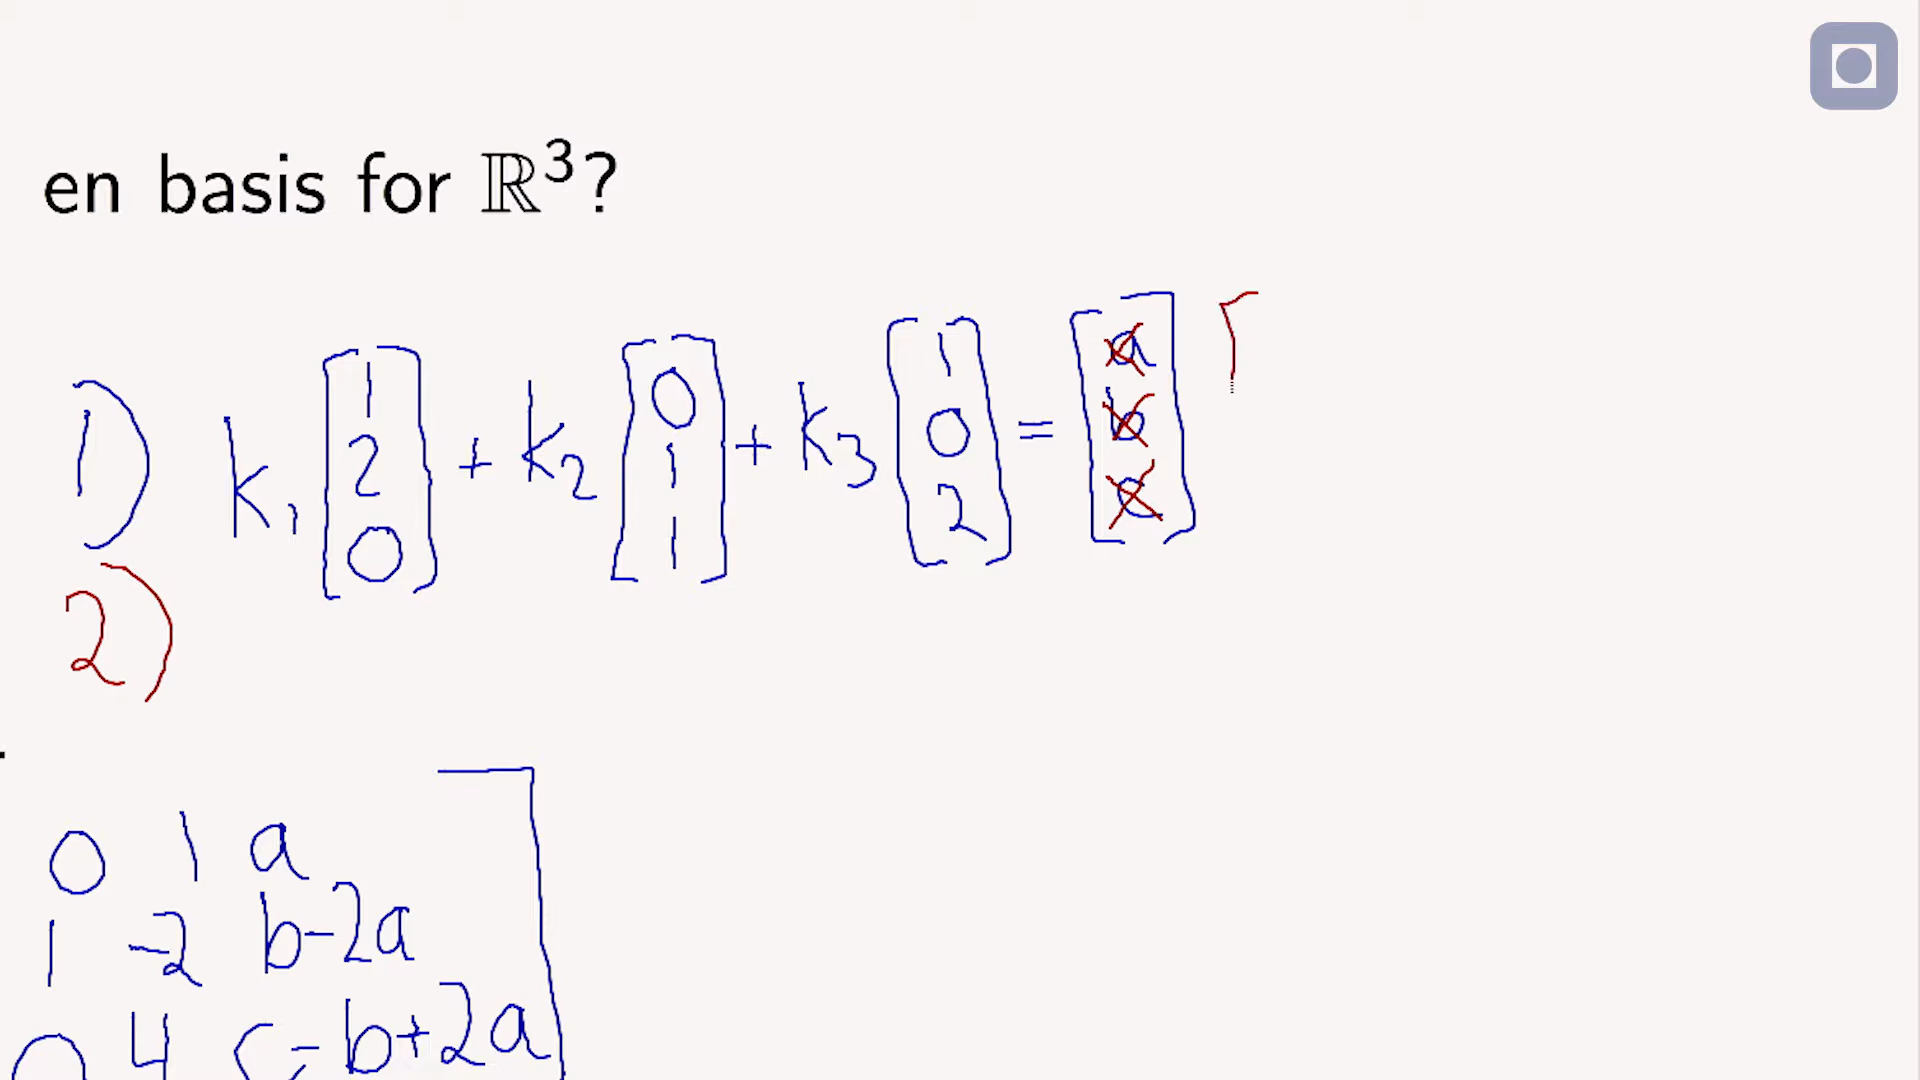 en basis for ℝ³?
1) k₁ [1 2 0] + k₂ [0 1 1] + k₃ [1 0 2] = [a b c] [
2)
.
0 1 a
1 -2 b-2a
0 4 c-b+2a